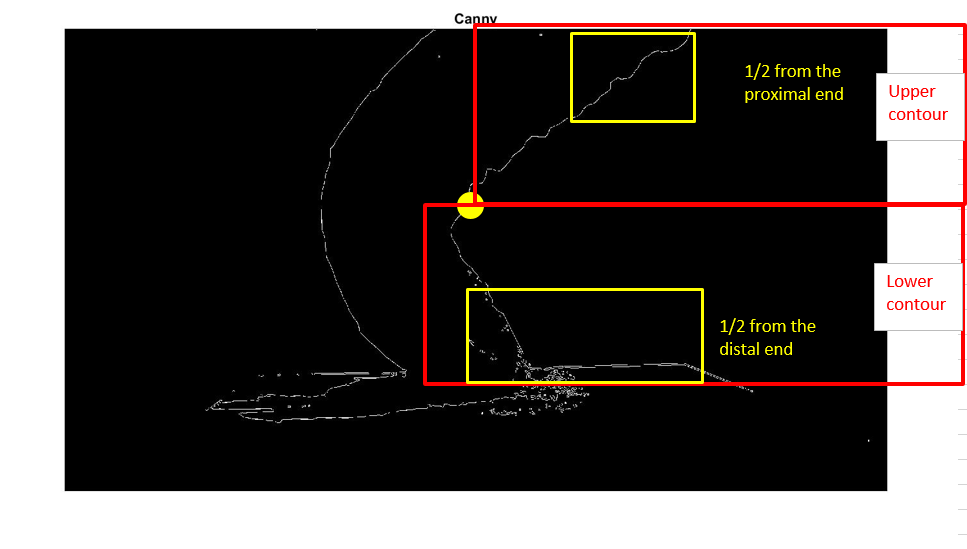 Canny
1/2 from the
proximal end
Upper
contour
Lower
contour
1/2 from the
distal end